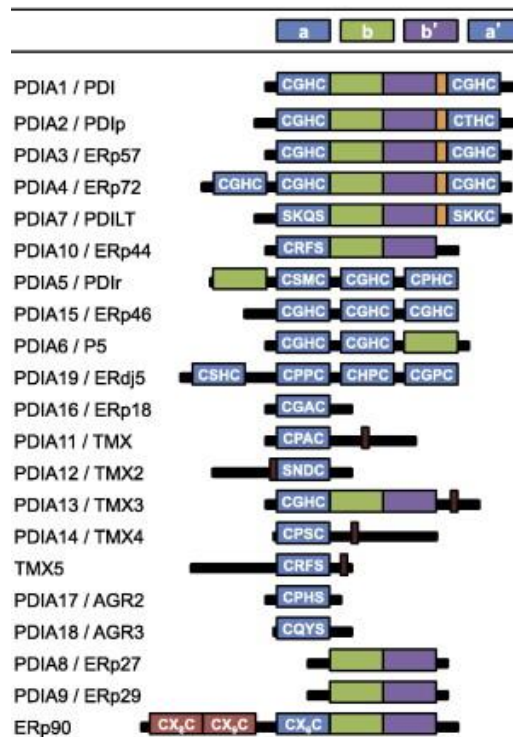 a b b′ a′
PDIA1 / PDI CGHC CGHC
PDIA2 / PDIp CGHC CTHC
PDIA3 / ERp57 CGHC CGHC
PDIA4 / ERp72 CGHC CGHC CGHC
PDIA7 / PDILT SKQS SKKC
PDIA10 / ERp44 CRFS
PDIA5 / PDIr CSMC CGHC CPHC
PDIA15 / ERp46 CGHC CGHC CGHC
PDIA6 / P5 CGHC CGHC
PDIA19 / ERdj5 CSHC CPPC CHPC CGPC
PDIA16 / ERp18 CGAC
PDIA11 / TMX CPAC
PDIA12 / TMX2 SNDC
PDIA13 / TMX3 CGHC
PDIA14 / TMX4 CPSC
TMX5 CRFS
PDIA17 / AGR2 CPHS
PDIA18 / AGR3 CQYS
PDIA8 / ERp27
PDIA9 / ERp29
ERp90